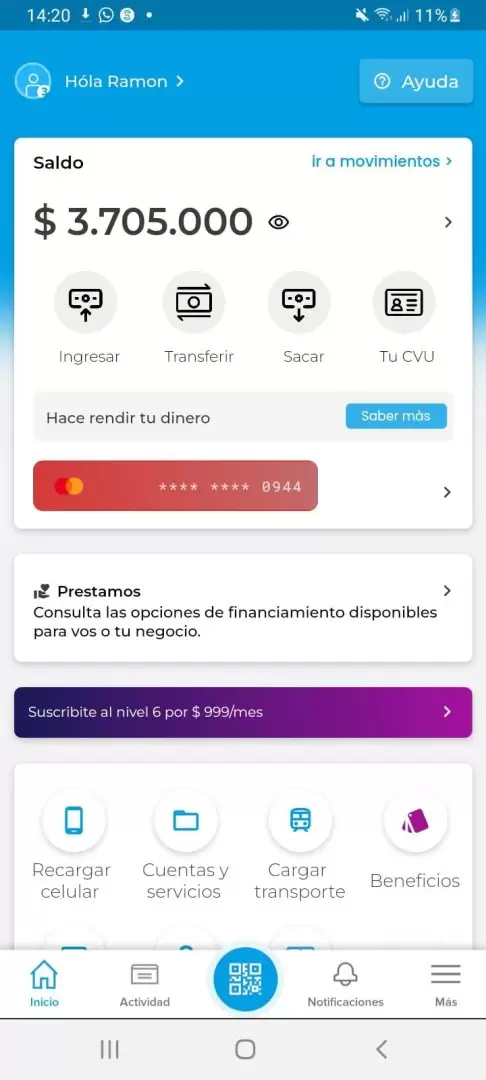 14:20
11%
Hóla Ramon
Ayuda
Saldo
ir a movimientos
$ 3.705.000
Ingresar
Transferir
Sacar
Tu CVU
Hace rendir tu dinero
Saber màs
**** **** 0944
Prestamos
Consulta las opciones de financiamiento disponibles
para vos o tu negocio.
Suscribite al nivel 6 por $ 999/mes
Recargar
celular
Cuentas y
servicios
Cargar
transporte
Beneficios
Inicio
Actividad
Notificaciones
Más